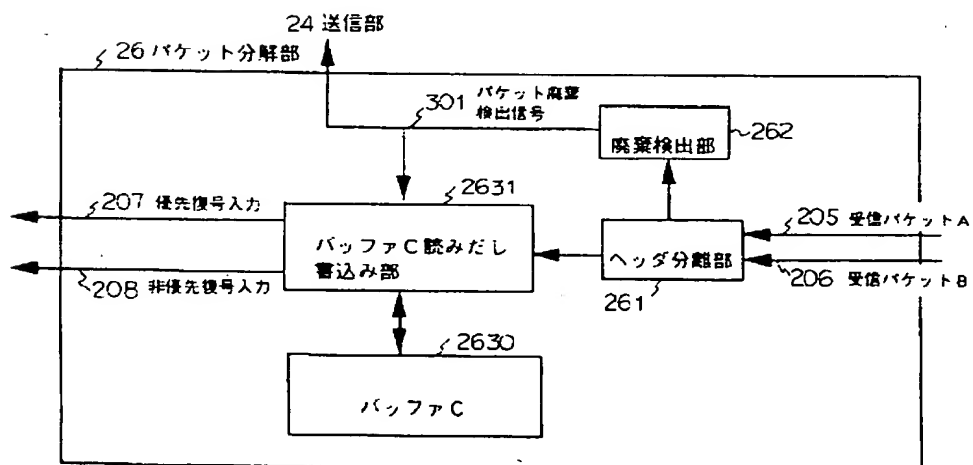 24 送信部
26 パケット分解部
301 パケット廃棄
検出信号
廃棄検出部
262
207 優先復号入力
2631
バッファC読みだし
書込み部
205 受信パケットA
ヘッダ分離部
206 受信パケットB
261
208 非優先復号入力
2630
バッファC